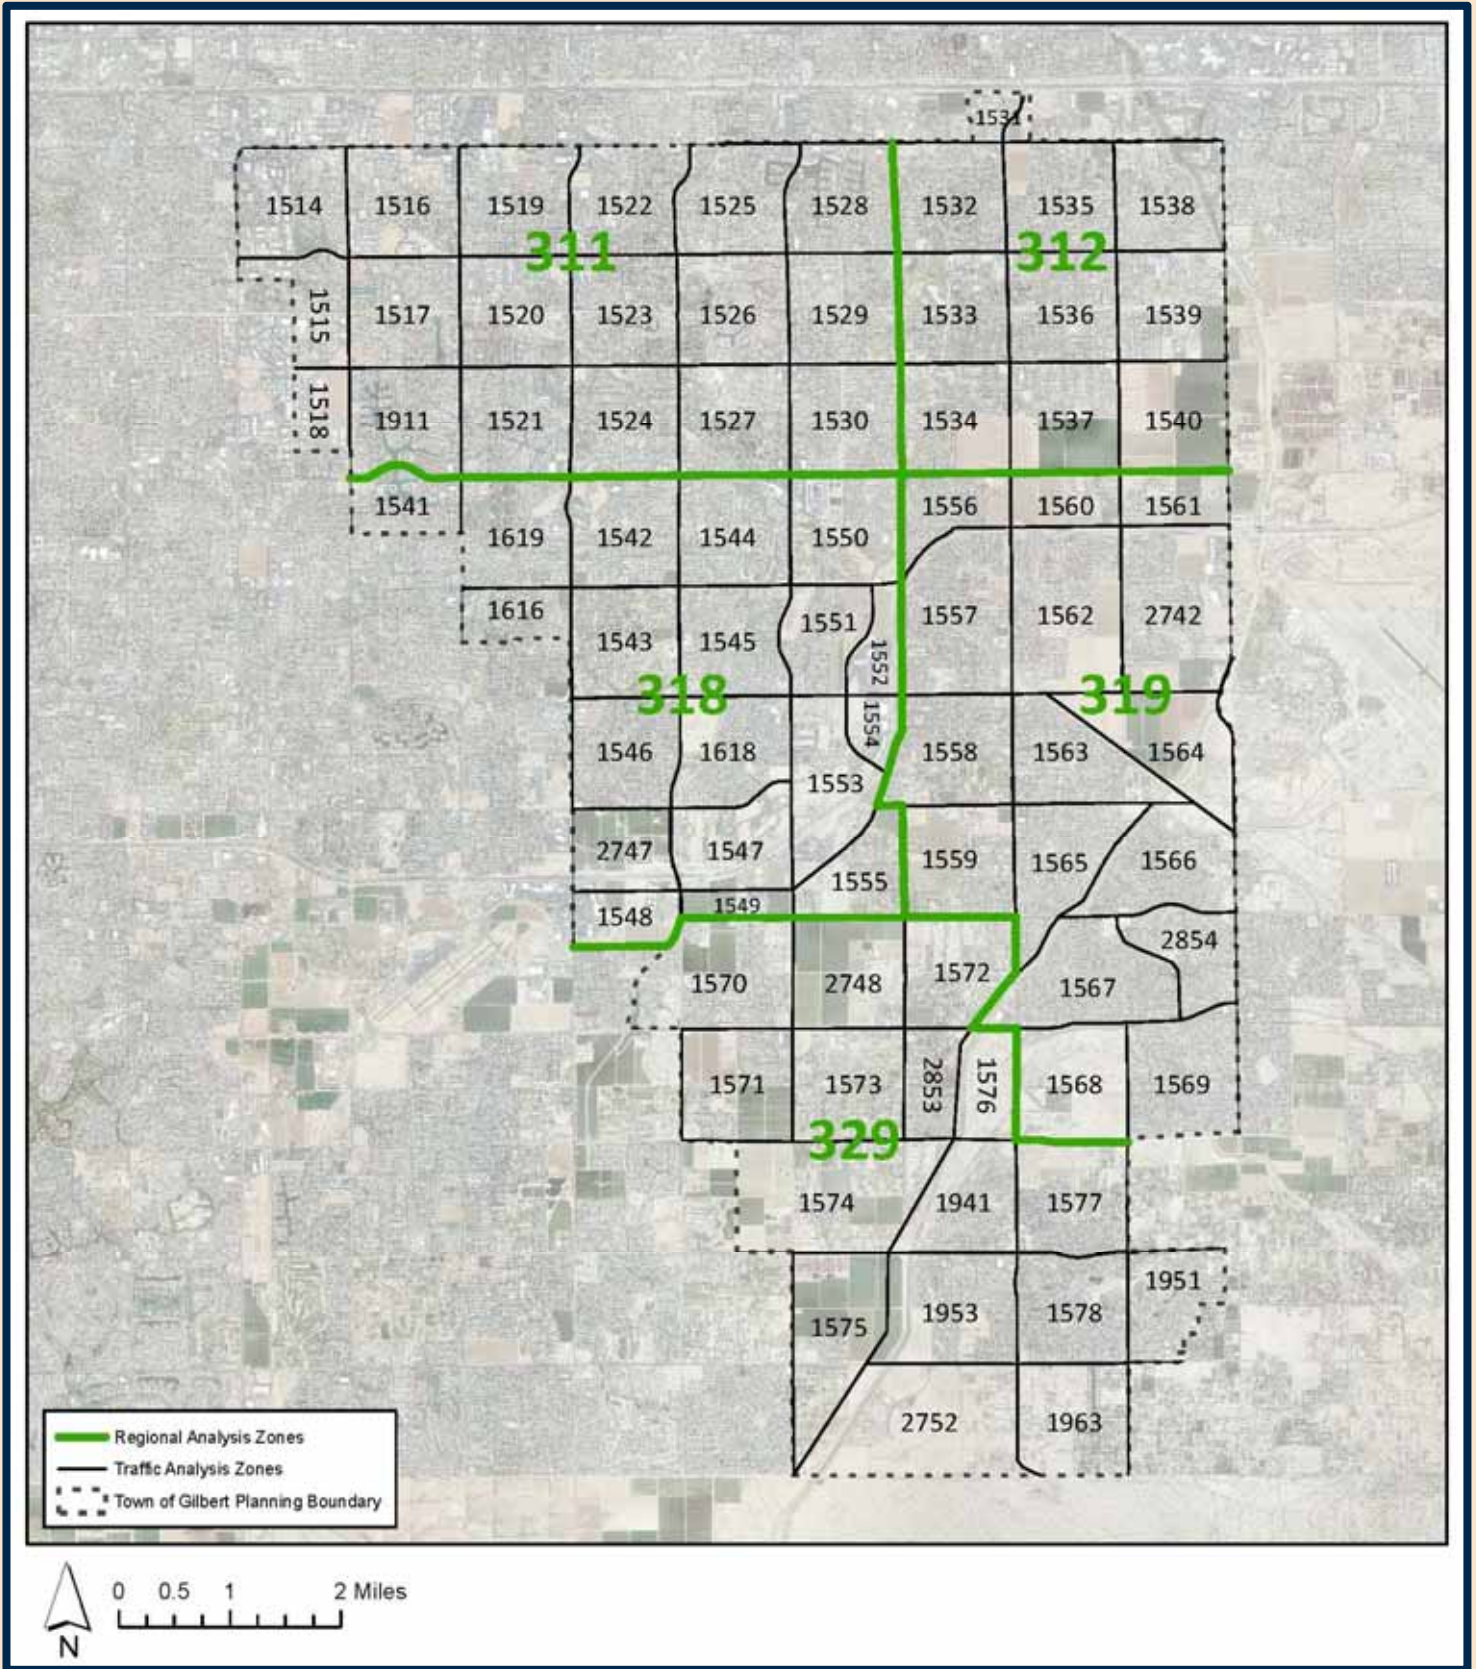 1531
1514 1516 1519 1522 1525 1528 1532 1535 1538
311 312
1515 1517 1520 1523 1526 1529 1533 1536 1539
1518 1911 1521 1524 1527 1530 1534 1537 1540
1541 1556 1560 1561
1619 1542 1544 1550
1616 1543 1545 1551 1552 1557 1562 2742
318 319
1546 1618 1553 1554 1558 1563 1564
2747 1547 1555 1559 1565 1566
1548 1549
1570 2748 1572 1567 2854
1571 1573 2853 1576 1568 1569
329
1574 1941 1577
1575 1953 1578 1951
2752 1963
Regional Analysis Zones
Traffic Analysis Zones
Town of Gilbert Planning Boundary
0 0.5 1 2 Miles
N